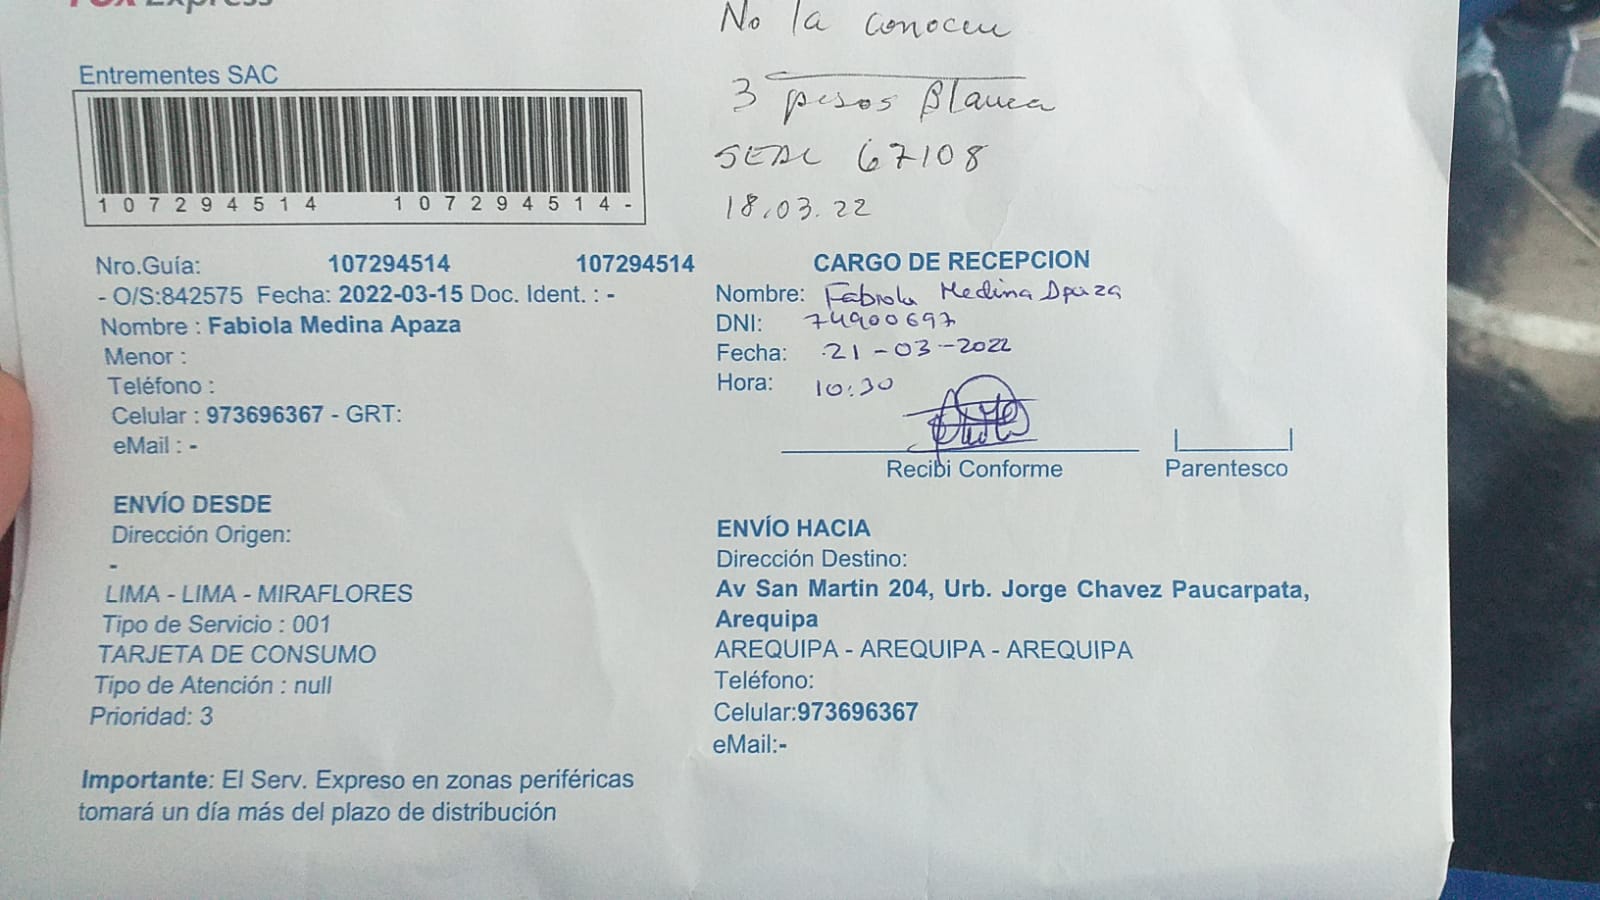 Fox Express
No la conocen
Entrementes SAC
3 pisos Blanca
SEAL 67108
107294514 107294514-
18.03.22
Nro.Guía: 107294514 107294514
- O/S:842575 Fecha: 2022-03-15 Doc. Ident. : -
Nombre : Fabiola Medina Apaza
Menor :
Teléfono :
Celular : 973696367 - GRT:
eMail : -
CARGO DE RECEPCION
Nombre: Fabiola Medina Apaza
DNI: 74900697
Fecha: 21-03-2022
Hora: 10:30
Recibi Conforme
Parentesco
ENVÍO DESDE
Dirección Origen:
-
LIMA - LIMA - MIRAFLORES
Tipo de Servicio : 001
TARJETA DE CONSUMO
Tipo de Atención : null
Prioridad: 3
ENVÍO HACIA
Dirección Destino:
Av San Martin 204, Urb. Jorge Chavez Paucarpata,
Arequipa
AREQUIPA - AREQUIPA - AREQUIPA
Teléfono:
Celular:973696367
eMail:-
Importante: El Serv. Expreso en zonas periféricas
tomará un día más del plazo de distribución